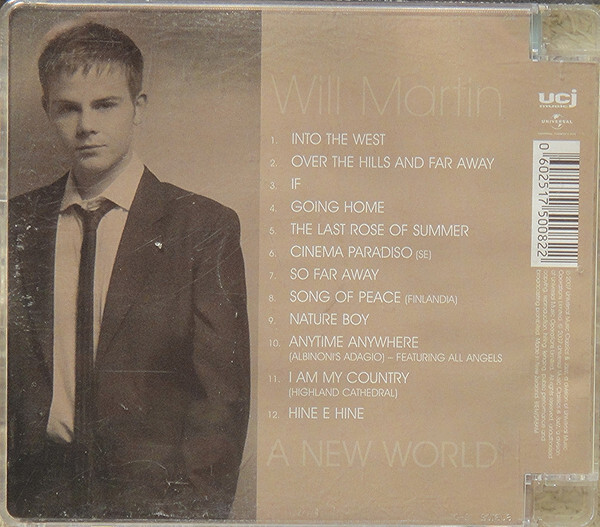 Will Martin
1. INTO THE WEST
2. OVER THE HILLS AND FAR AWAY
3. IF
4. GOING HOME
5. THE LAST ROSE OF SUMMER
6. CINEMA PARADISO (SE)
7. SO FAR AWAY
8. SONG OF PEACE (FINLANDIA)
9. NATURE BOY
10. ANYTIME ANYWHERE
(ALBINONI'S ADAGIO) – FEATURING ALL ANGELS
11. I AM MY COUNTRY
(HIGHLAND CATHEDRAL)
12. HINE E HINE
A NEW WORLD
ucj
UNIVERSAL
0 602517 500822